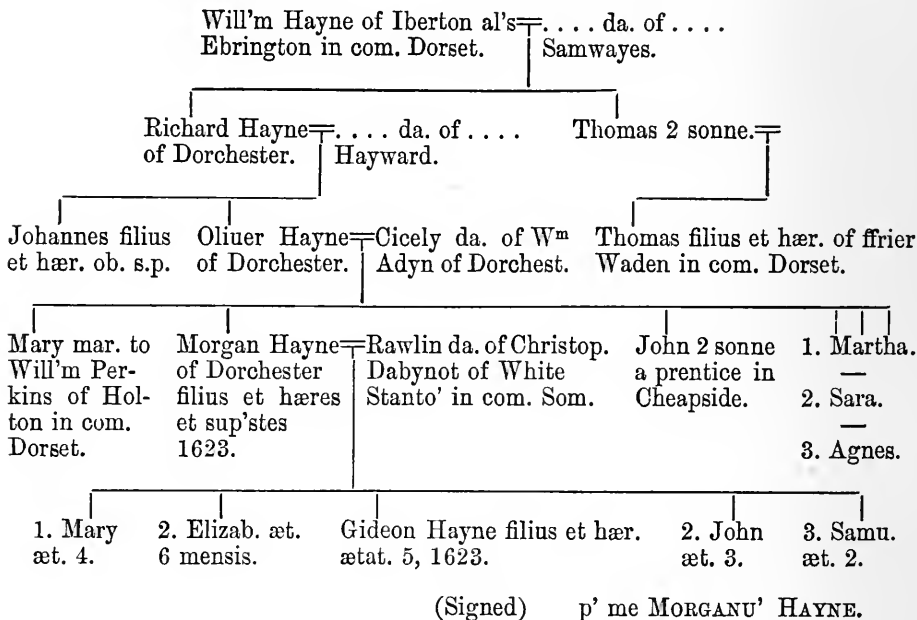 Will'm Hayne of Iberton al's=. . . . da. of . . . .
Ebrington in com. Dorset. Samwayes.
Richard Hayne=. . . . da. of . . . . Thomas 2 sonne.=
of Dorchester. Hayward.
Johannes filius Oliuer Hayne=Cicely da. of Wᵐ Thomas filius et hær. of ffrier
et hær. ob. s.p. of Dorchester. Adyn of Dorchest. Waden in com. Dorset.
Mary mar. to Morgan Hayne=Rawlin da. of Christop. John 2 sonne 1. Martha.
Will'm Per- of Dorchester Dabynot of White a prentice in —
kins of Hol- filius et hæres Stanto' in com. Som. Cheapside. 2. Sara.
ton in com. et sup'stes —
Dorset. 1623. 3. Agnes.
1. Mary 2. Elizab. æt. Gideon Hayne filius et hær. 2. John 3. Samu.
æt. 4. 6 mensis. ætat. 5, 1623. æt. 3. æt. 2.
(Signed) p' me MORGANU' HAYNE.